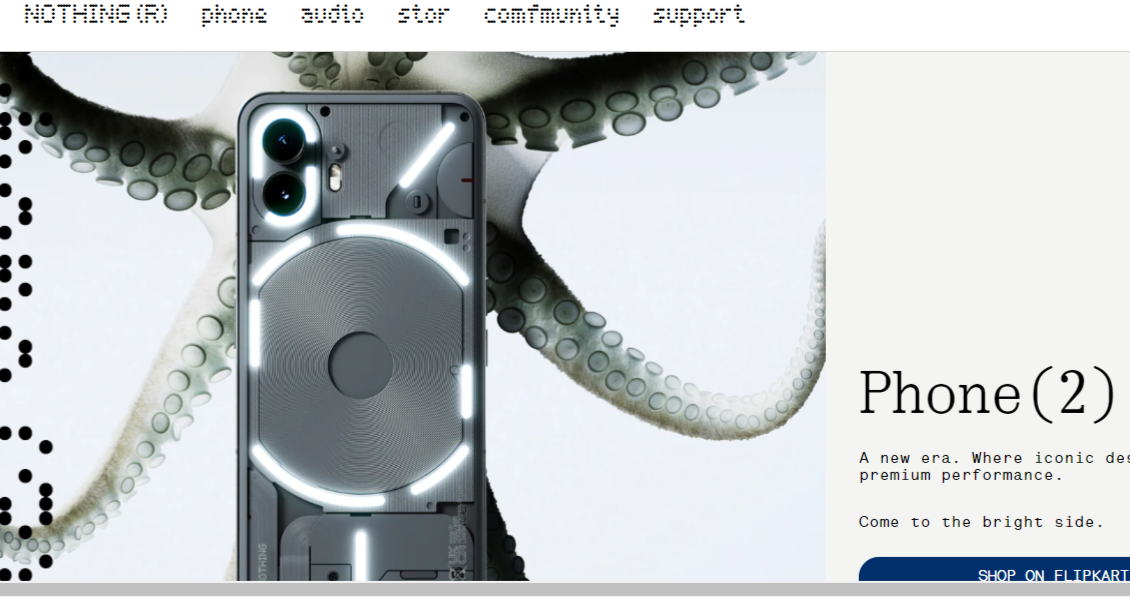 NOTHING(R) phone audio stor comfmunity support
Phone(2)
A new era. Where iconic des
premium performance.
Come to the bright side.
SHOP ON FLIPKART
NOTHING